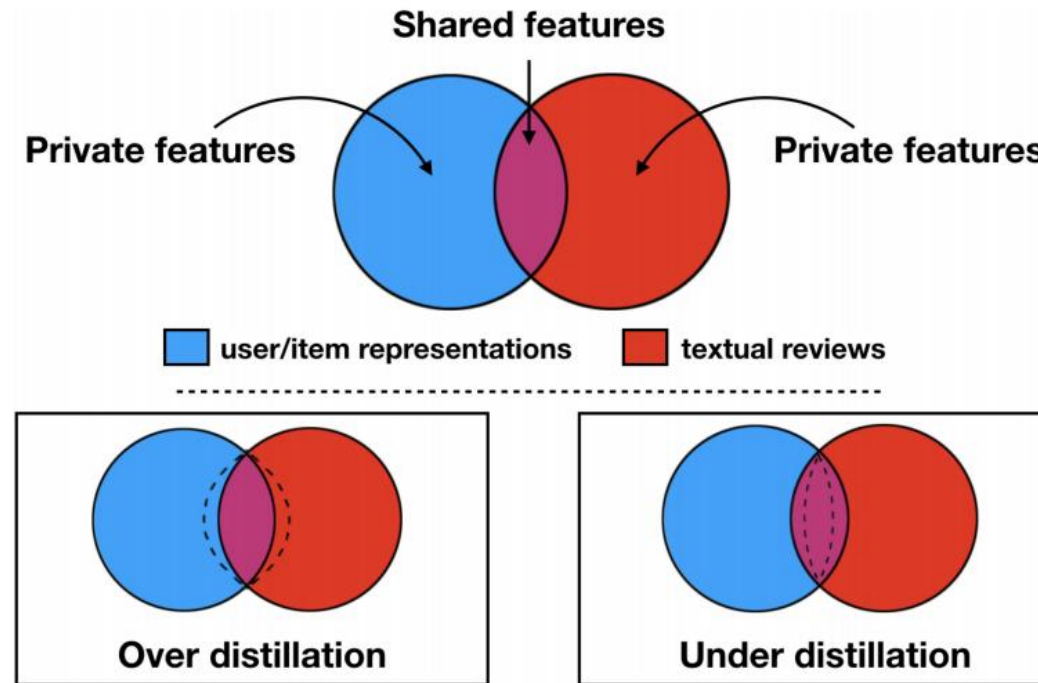 Shared features
Private features
Private features
user/item representations
textual reviews
Over distillation
Under distillation